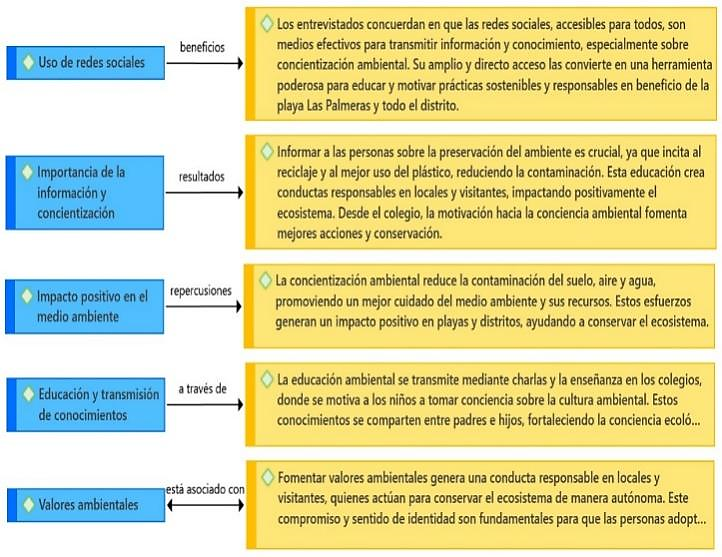 Uso de redes sociales
beneficios
Los entrevistados concuerdan en que las redes sociales, accesibles para todos, son
medios efectivos para transmitir información y conocimiento, especialmente sobre
concientización ambiental. Su amplio y directo acceso las convierte en una herramienta
poderosa para educar y motivar prácticas sostenibles y responsables en beneficio de la
playa Las Palmeras y todo el distrito.
Importancia de la
información y
concientización
resultados
Informar a las personas sobre la preservación del ambiente es crucial, ya que incita al
reciclaje y al mejor uso del plástico, reduciendo la contaminación. Esta educación crea
conductas responsables en locales y visitantes, impactando positivamente el
ecosistema. Desde el colegio, la motivación hacia la conciencia ambiental fomenta
mejores acciones y conservación.
Impacto positivo en el
medio ambiente
repercusiones
La concientización ambiental reduce la contaminación del suelo, aire y agua,
promoviendo un mejor cuidado del medio ambiente y sus recursos. Estos esfuerzos
generan un impacto positivo en playas y distritos, ayudando a conservar el ecosistema.
Educación y transmisión
de conocimientos
a través de
La educación ambiental se transmite mediante charlas y la enseñanza en los colegios,
donde se motiva a los niños a tomar conciencia sobre la cultura ambiental. Estos
conocimientos se comparten entre padres e hijos, fortaleciendo la conciencia ecoló...
Valores ambientales
está asociado con
Fomentar valores ambientales genera una conducta responsable en locales y
visitantes, quienes actúan para conservar el ecosistema de manera autónoma. Este
compromiso y sentido de identidad son fundamentales para que las personas adopt...